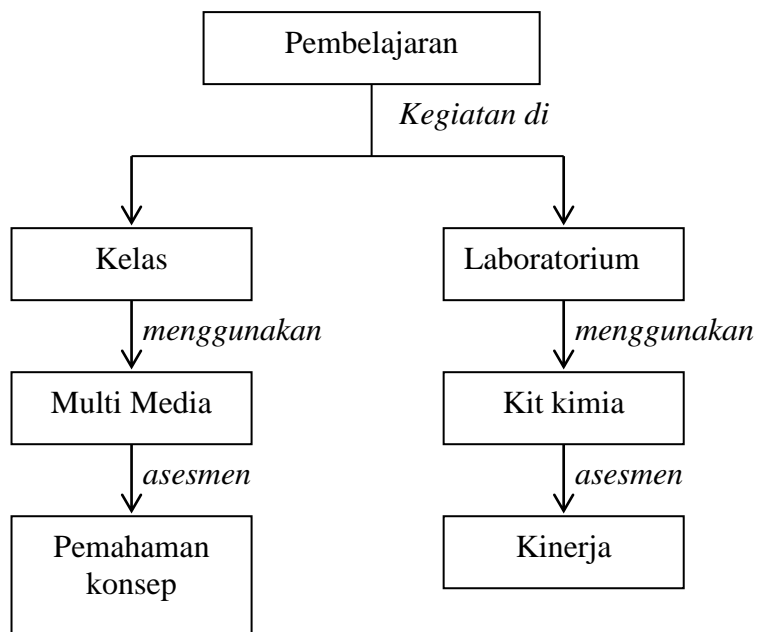 Pembelajaran
Kegiatan di
Kelas
Laboratorium
menggunakan
menggunakan
Multi Media
Kit kimia
asesmen
asesmen
Pemahaman
konsep
Kinerja